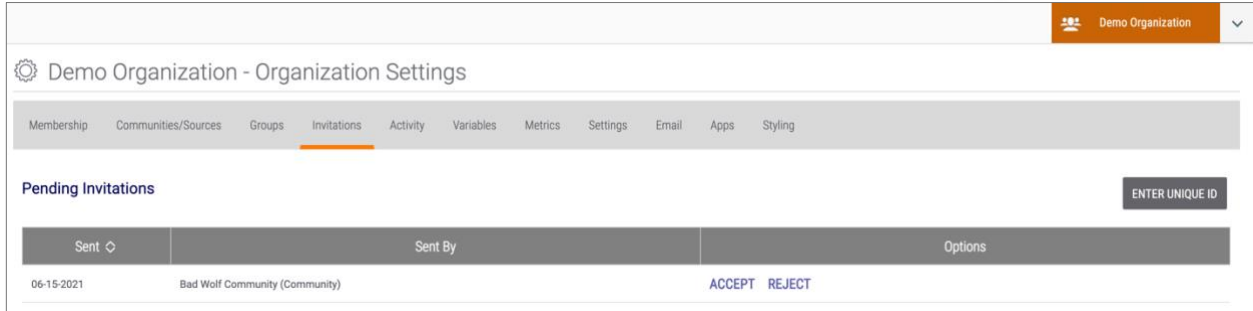 Demo Organization
Demo Organization - Organization Settings
Membership Communities/Sources Groups Invitations Activity Variables Metrics Settings Email Apps Styling
Pending Invitations
ENTER UNIQUE ID
Sent Sent By Options
06-15-2021 Bad Wolf Community (Community) ACCEPT REJECT